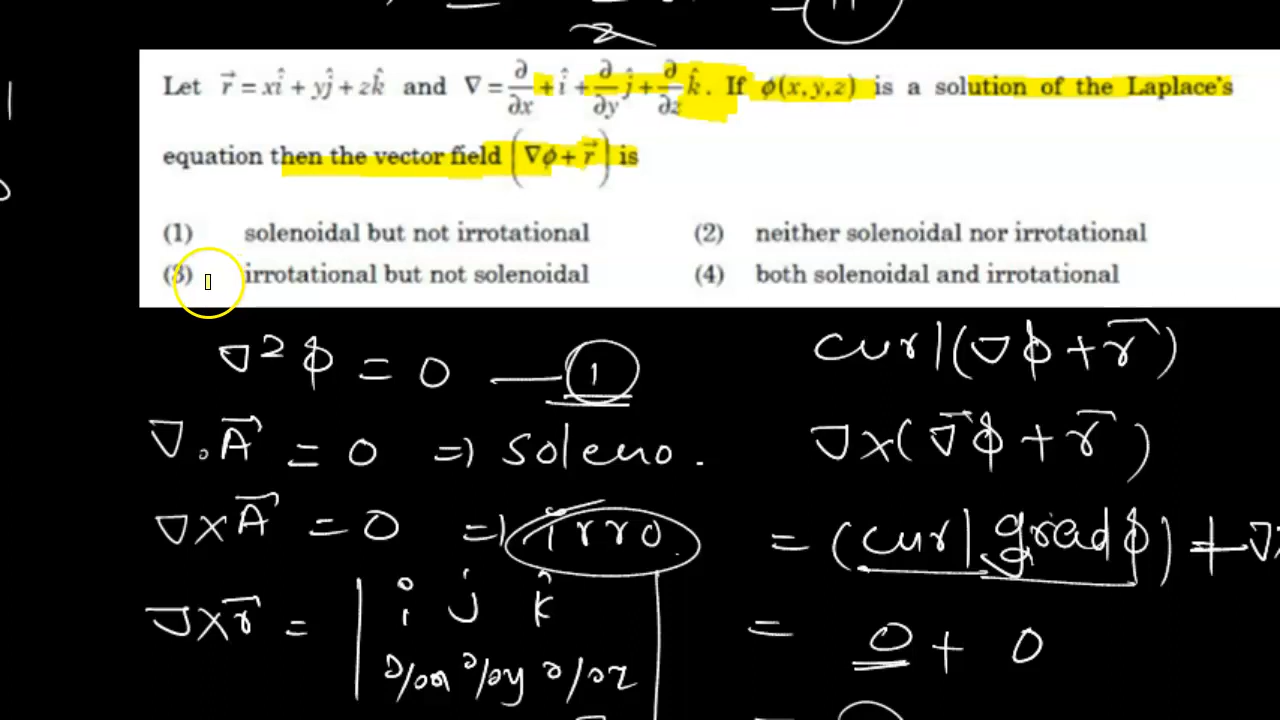 Let r⃗ = xî + yĵ + zk̂ and ∇ = ∂/∂x + î + ∂/∂y ĵ + ∂/∂z k̂. If ϕ(x, y, z) is a solution of the Laplace's
equation then the vector field (∇ϕ + r⃗) is
(1) solenoidal but not irrotational (2) neither solenoidal nor irrotational
(3) irrotational but not solenoidal (4) both solenoidal and irrotational
∇²ϕ = 0 — 1
curl(∇ϕ + r⃗)
∇.A⃗ = 0 => Soleno.
∇×(∇⃗ϕ + r⃗)
∇×A⃗ = 0 => irro.
= (curl gradϕ) +
∇×r⃗ = | i j k̂
= 0 + 0
∂/∂x ∂/∂y ∂/∂z